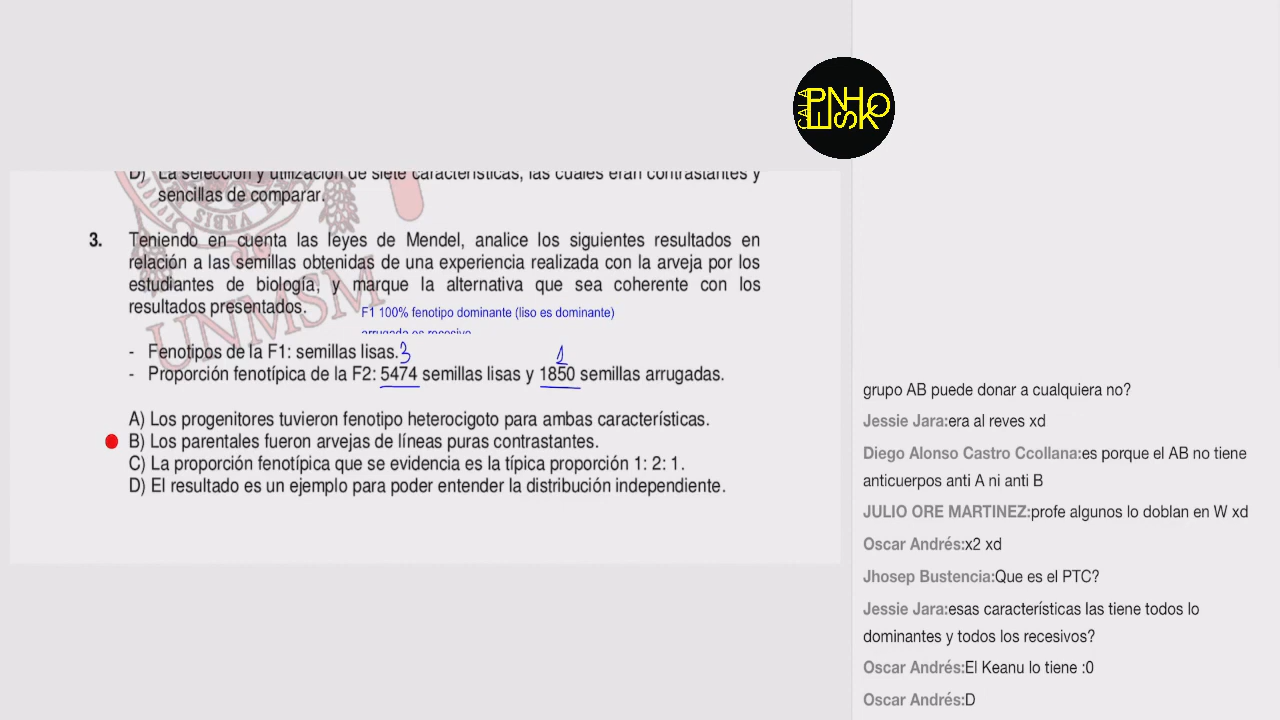 CALA
PENHO
ESK
D) La selección y utilización de siete características, las cuales eran contrastantes y
sencillas de comparar.
3. Teniendo en cuenta las leyes de Mendel, analice los siguientes resultados en
relación a las semillas obtenidas de una experiencia realizada con la arveja por los
estudiantes de biología, y marque la alternativa que sea coherente con los
resultados presentados.
F1 100% fenotipo dominante (liso es dominante)
arrugada es recesivo
- Fenotipos de la F1: semillas lisas.
3 1
- Proporción fenotípica de la F2: 5474 semillas lisas y 1850 semillas arrugadas.
A) Los progenitores tuvieron fenotipo heterocigoto para ambas características.
B) Los parentales fueron arvejas de líneas puras contrastantes.
C) La proporción fenotípica que se evidencia es la típica proporción 1: 2: 1.
D) El resultado es un ejemplo para poder entender la distribución independiente.
URBIS
UNMSM
grupo AB puede donar a cualquiera no?
Jessie Jara:era al reves xd
Diego Alonso Castro Ccollana:es porque el AB no tiene
anticuerpos anti A ni anti B
JULIO ORE MARTINEZ:profe algunos lo doblan en W xd
Oscar Andrés:x2 xd
Jhosep Bustencia:Que es el PTC?
Jessie Jara:esas características las tiene todos lo
dominantes y todos los recesivos?
Oscar Andrés:El Keanu lo tiene :0
Oscar Andrés:D